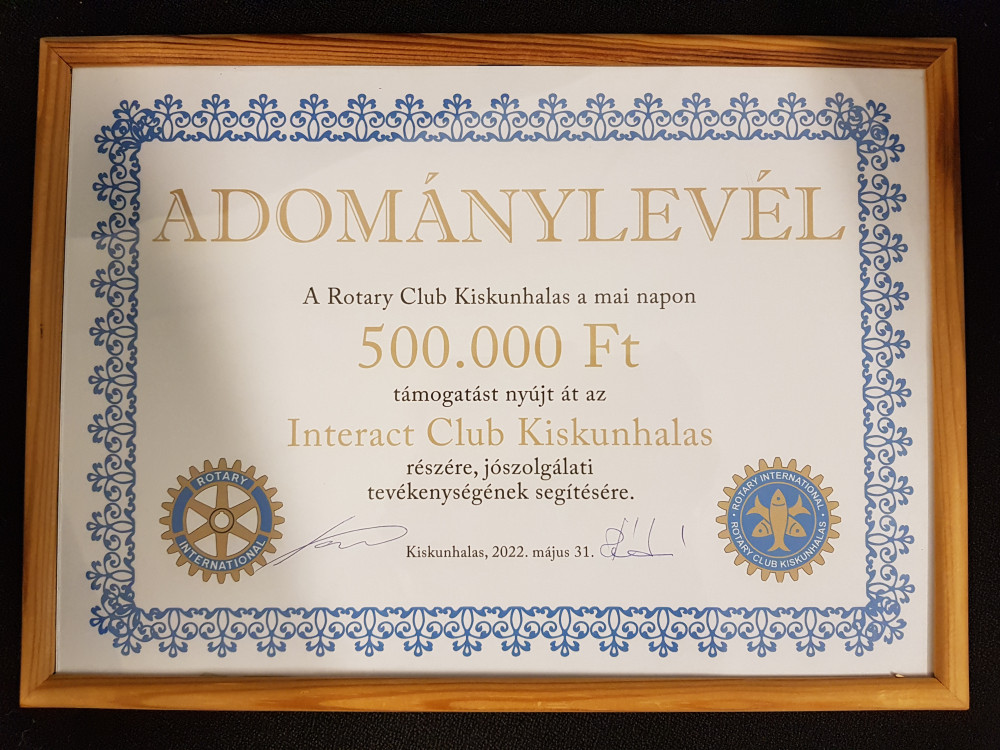 ADOMÁNYLEVÉL
A Rotary Club Kiskunhalas a mai napon
500.000 Ft
támogatást nyújt át az
Interact Club Kiskunhalas
részére, jószolgálati
tevékenységének segítésére.
Kiskunhalas, 2022. május 31.
ROTARY
INTERNATIONAL
ROTARY INTERNATIONAL
ROTARY CLUB KISKUNHALAS